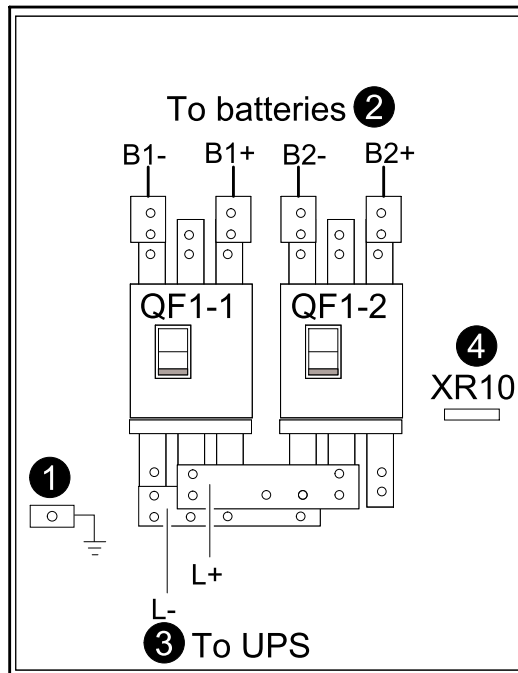 To batteries 2
B1- B1+ B2- B2+
QF1-1 QF1-2
4
XR10
1
L+
L-
3 To UPS